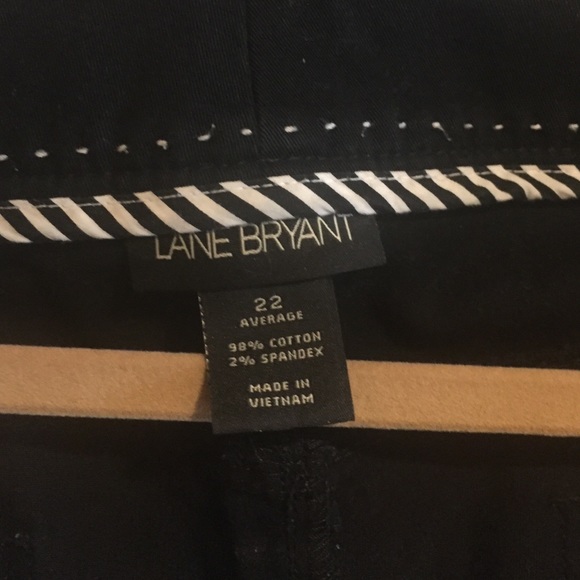 LANE BRYANT
22
AVERAGE
98% COTTON
2% SPANDEX
MADE IN
VIETNAM